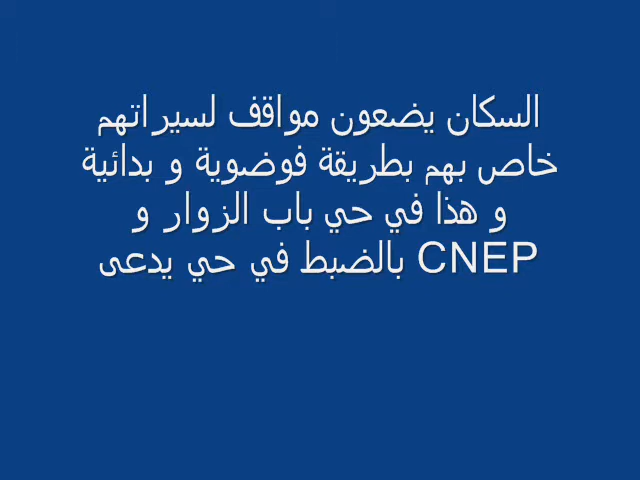 السكان يضعون مواقف لسيراتهم
خاص بهم بطريقة فوضوية و بدائية
و هذا في حي باب الزوار و
CNEP بالضبط في حي يدعى